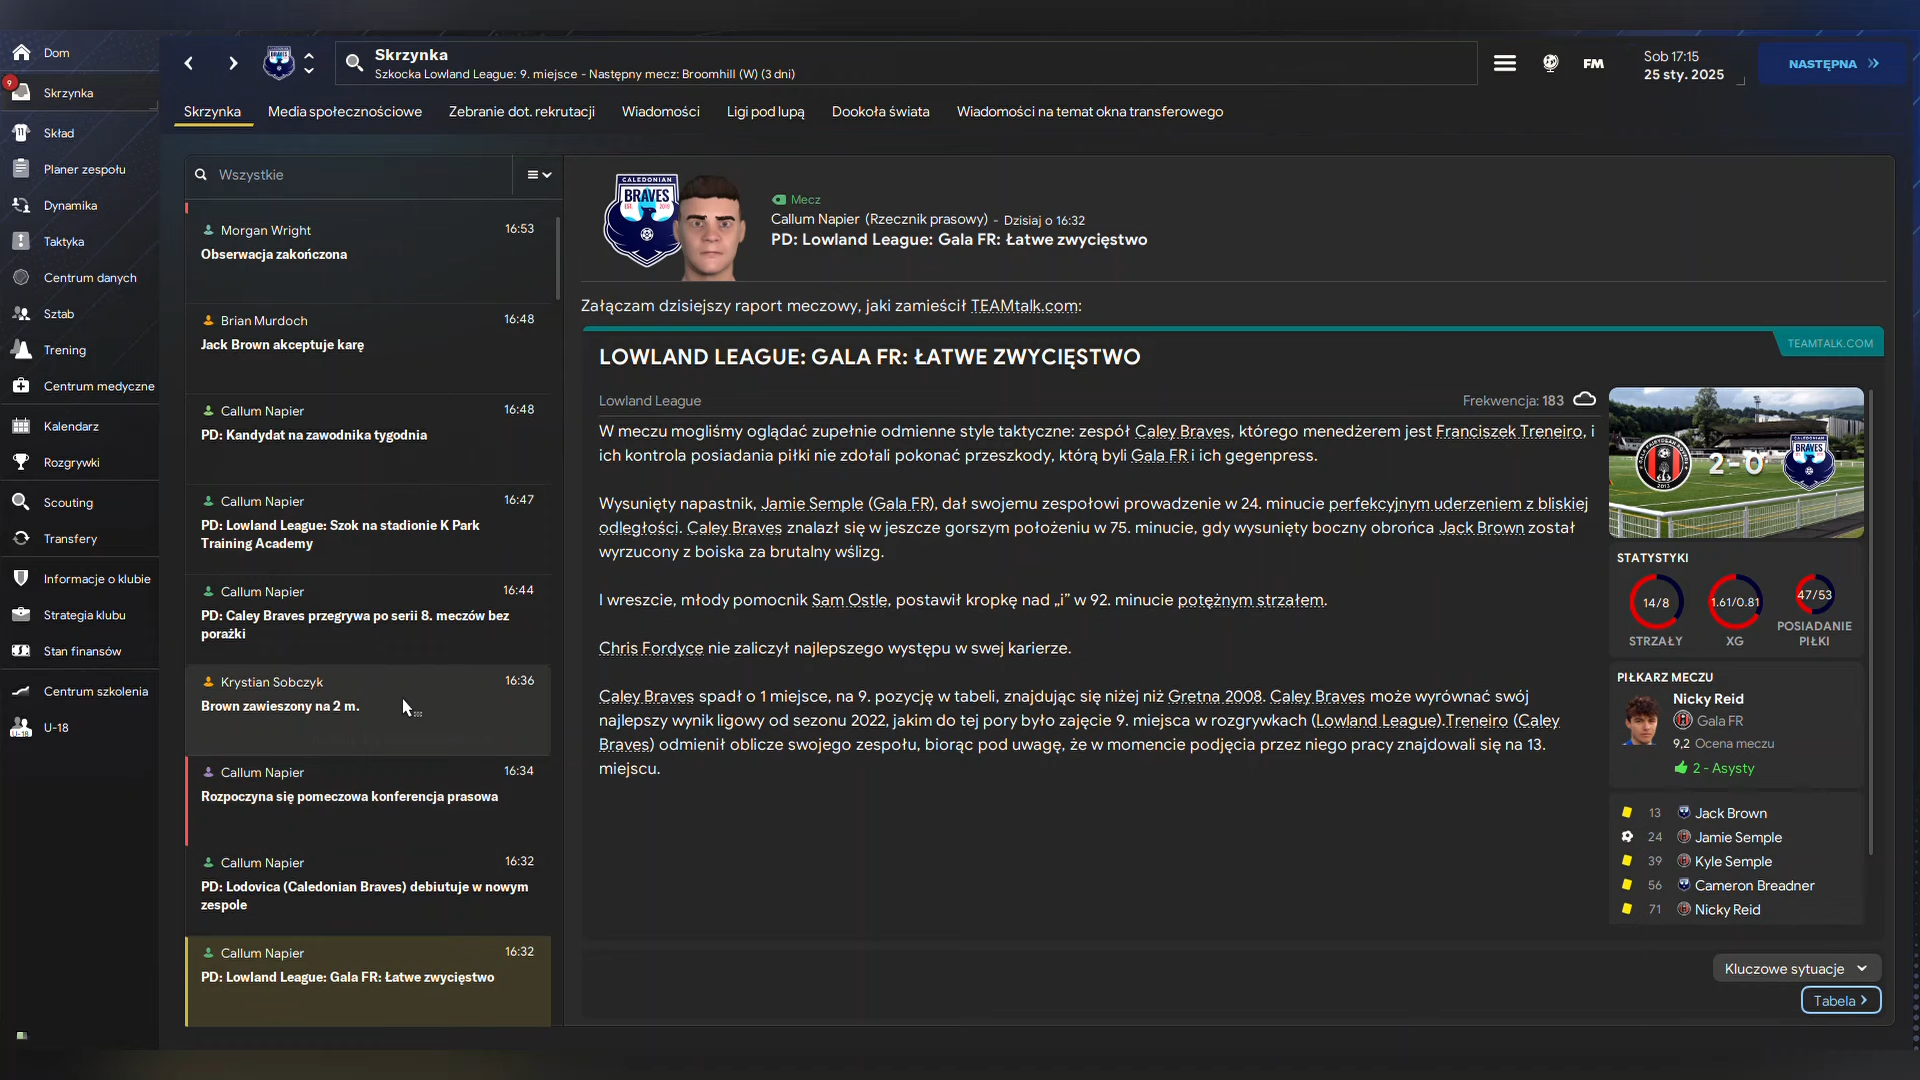 Dom
9
Skrzynka
Skład
Planer zespołu
Dynamika
Taktyka
Centrum danych
Sztab
Trening
Centrum medyczne
Kalendarz
Rozgrywki
Scouting
Transfery
Informacje o klubie
Strategia klubu
Stan finansów
Centrum szkolenia
U-18
U-18
Skrzynka
Szkocka Lowland League: 9. miejsce - Następny mecz: Broomhill (W) (3 dni)
FM
Sob 17:15
25 sty. 2025
NASTĘPNA
Skrzynka
Media społecznościowe
Zebranie dot. rekrutacji
Wiadomości
Ligi pod lupą
Dookoła świata
Wiadomości na temat okna transferowego
Wszystkie
Morgan Wright 16:53
Obserwacja zakończona
Brian Murdoch 16:48
Jack Brown akceptuje karę
Callum Napier 16:48
PD: Kandydat na zawodnika tygodnia
Callum Napier 16:47
PD: Lowland League: Szok na stadionie K Park
Training Academy
Callum Napier 16:44
PD: Caley Braves przegrywa po serii 8. meczów bez
porażki
Krystian Sobczyk 16:36
Brown zawieszony na 2 m.
Callum Napier 16:34
Rozpoczyna się pomeczowa konferencja prasowa
Callum Napier 16:32
PD: Lodovica (Caledonian Braves) debiutuje w nowym
zespole
Callum Napier 16:32
PD: Lowland League: Gala FR: Łatwe zwycięstwo
CALEDONIAN
BRAVES
Mecz
Callum Napier (Rzecznik prasowy) - Dzisiaj o 16:32
PD: Lowland League: Gala FR: Łatwe zwycięstwo
Załączam dzisiejszy raport meczowy, jaki zamieścił TEAMtalk.com:
TEAMTALK.COM
LOWLAND LEAGUE: GALA FR: ŁATWE ZWYCIĘSTWO
Lowland League
Frekwencja: 183
W meczu mogliśmy oglądać zupełnie odmienne style taktyczne: zespół Caley Braves, którego menedżerem jest Franciszek Treneiro, i
ich kontrola posiadania piłki nie zdołali pokonać przeszkody, którą byli Gala FR i ich gegenpress.
Wysunięty napastnik, Jamie Semple (Gala FR), dał swojemu zespołowi prowadzenie w 24. minucie perfekcyjnym uderzeniem z bliskiej
odległości. Caley Braves znalazł się w jeszcze gorszym położeniu w 75. minucie, gdy wysunięty boczny obrońca Jack Brown został
wyrzucony z boiska za brutalny wślizg.
I wreszcie, młody pomocnik Sam Ostle, postawił kropkę nad „i” w 92. minucie potężnym strzałem.
Chris Fordyce nie zaliczył najlepszego występu w swej karierze.
Caley Braves spadł o 1 miejsce, na 9. pozycję w tabeli, znajdując się niżej niż Gretna 2008. Caley Braves może wyrównać swój
najlepszy wynik ligowy od sezonu 2022, jakim do tej pory było zajęcie 9. miejsca w rozgrywkach (Lowland League).Treneiro (Caley
Braves) odmienił oblicze swojego zespołu, biorąc pod uwagę, że w momencie podjęcia przez niego pracy znajdowali się na 13.
miejscu.
2-0
STATYSTYKI
14/8
1.61/0.81
47/53
STRZAŁY
XG
POSIADANIE
PIŁKI
PIŁKARZ MECZU
Nicky Reid
Gala FR
9,2 Ocena meczu
2 - Asysty
13 Jack Brown
24 Jamie Semple
39 Kyle Semple
56 Cameron Breadner
71 Nicky Reid
Kluczowe sytuacje
Tabela